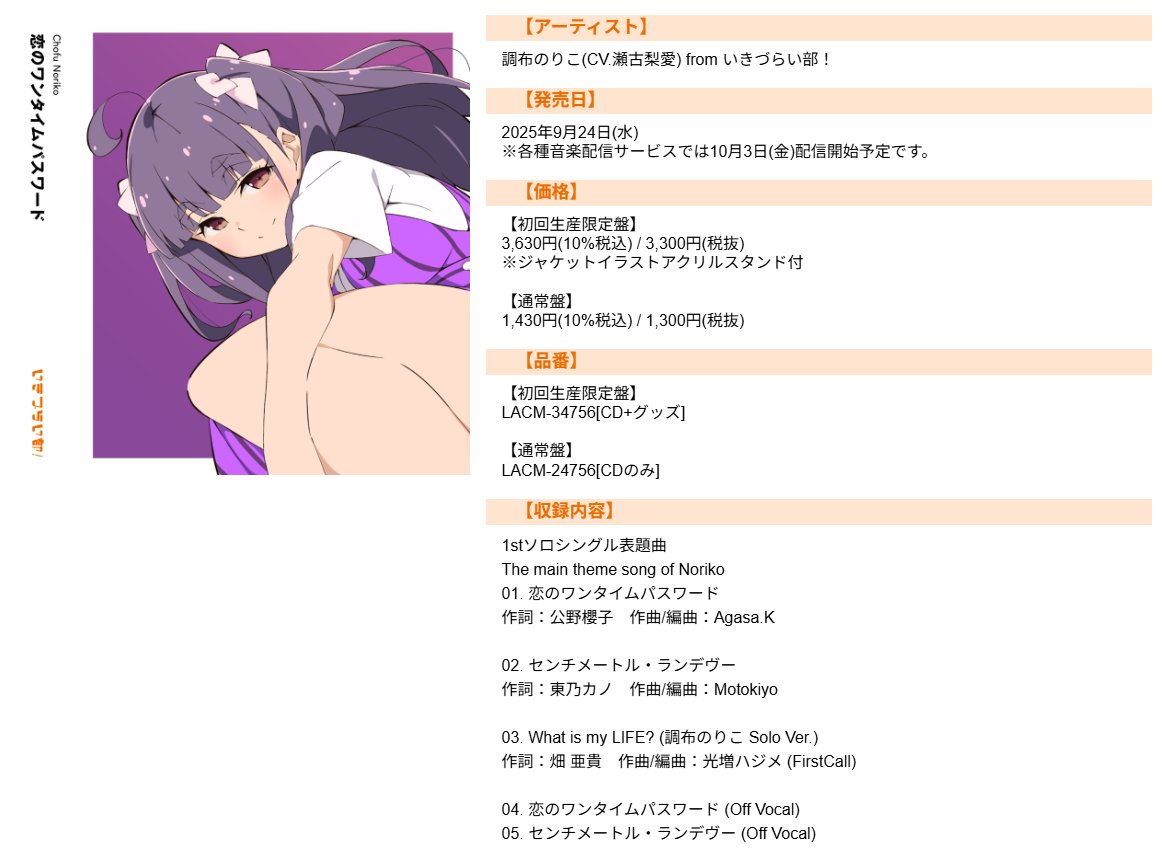 Chofu Noriko
恋のワンタイムパスワード
いきづらい部!
【アーティスト】
調布のりこ(CV.瀬古梨愛) from いきづらい部！
【発売日】
2025年9月24日(水)
※各種音楽配信サービスでは10月3日(金)配信開始予定です。
【価格】
【初回生産限定盤】
3,630円(10%税込) / 3,300円(税抜)
※ジャケットイラストアクリルスタンド付
【通常盤】
1,430円(10%税込) / 1,300円(税抜)
【品番】
【初回生産限定盤】
LACM-34756[CD+グッズ]
【通常盤】
LACM-24756[CDのみ]
【収録内容】
1stソロシングル表題曲
The main theme song of Noriko
01. 恋のワンタイムパスワード
作詞：公野櫻子　作曲/編曲：Agasa.K
02. センチメートル・ランデヴー
作詞：東乃カノ　作曲/編曲：Motokiyo
03. What is my LIFE? (調布のりこ Solo Ver.)
作詞：畑 亜貴　作曲/編曲：光増ハジメ (FirstCall)
04. 恋のワンタイムパスワード (Off Vocal)
05. センチメートル・ランデヴー (Off Vocal)